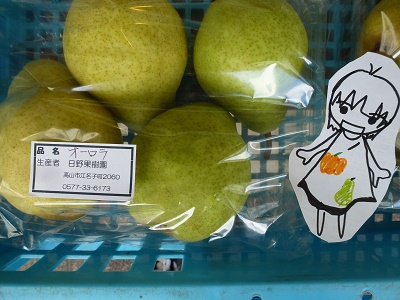 品名 オーロラ
生産者 日野果樹園
高山市江名子町2060
0577-33-6173